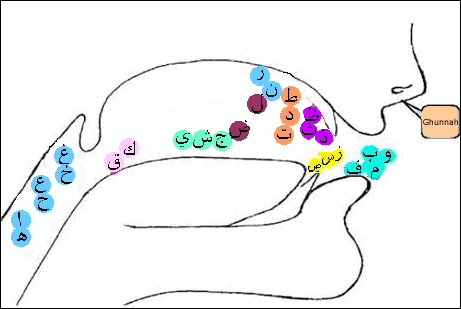 ر
ن
ل
ط
د
ت
ظ
ذ
ث
ض
ج
ش
ي
ز
س
ص
و
ب
م
ف
Ghunnah
ك
ق
غ
خ
ع
ح
ا
ه